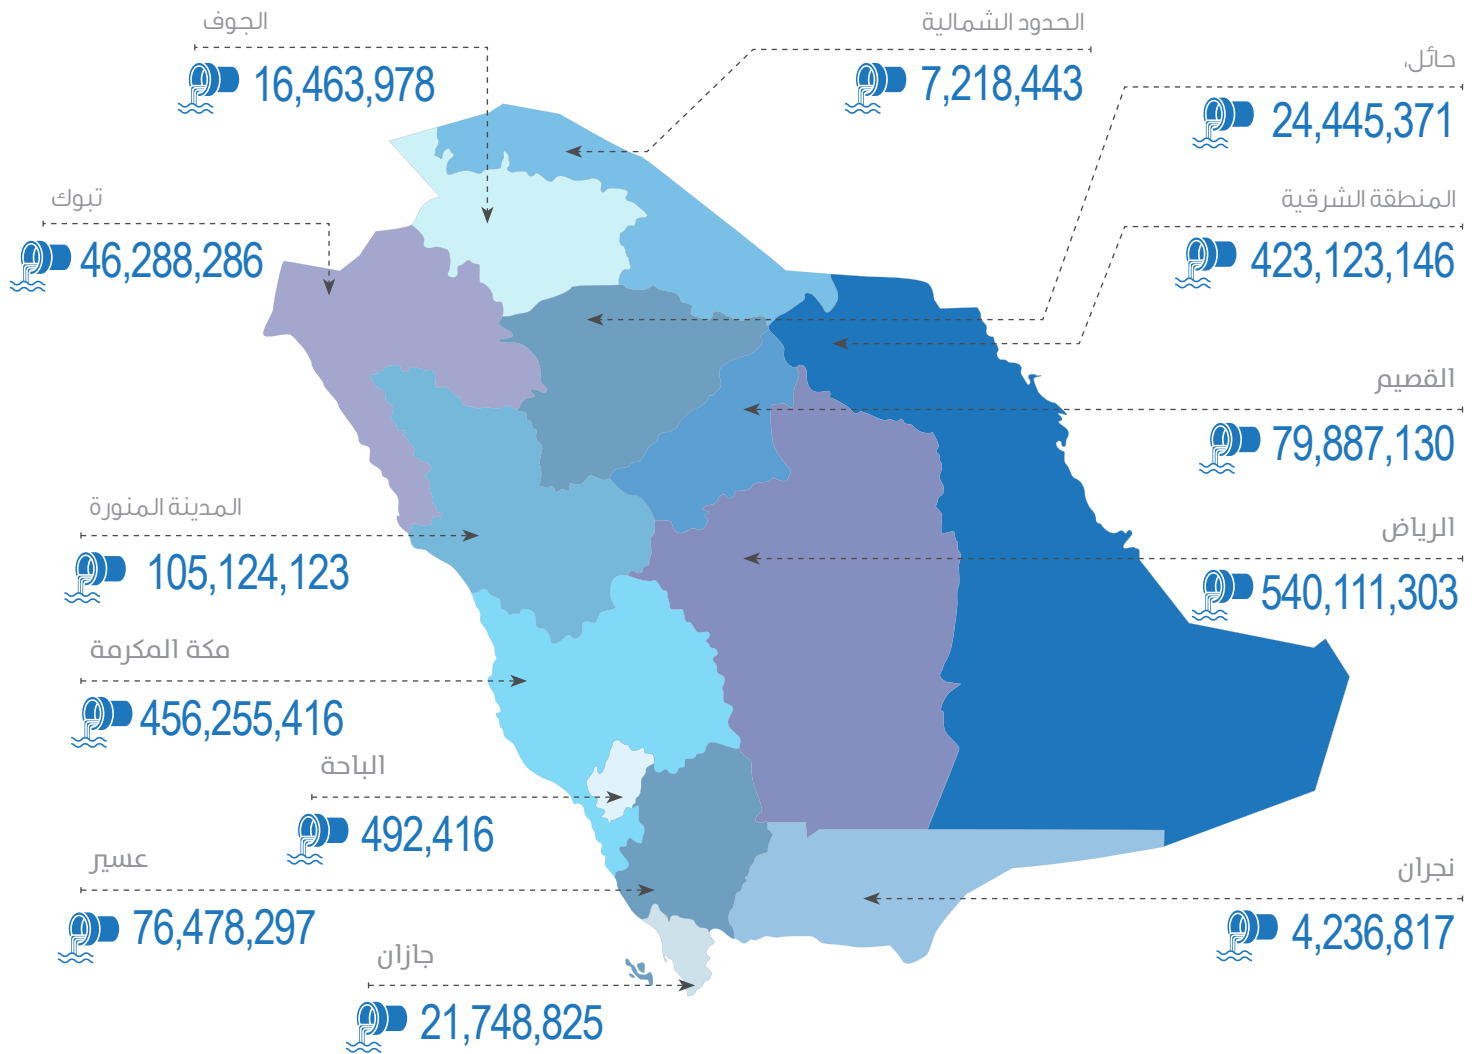 الجوف
16,463,978
الحدود الشمالية
7,218,443
حائل،
24,445,371
تبوك
46,288,286
المنطقة الشرقية
423,123,146
القصيم
79,887,130
المدينة المنورة
105,124,123
الرياض
540,111,303
مكة المكرمة
456,255,416
الباحة
492,416
عسير
76,478,297
نجران
4,236,817
جازان
21,748,825